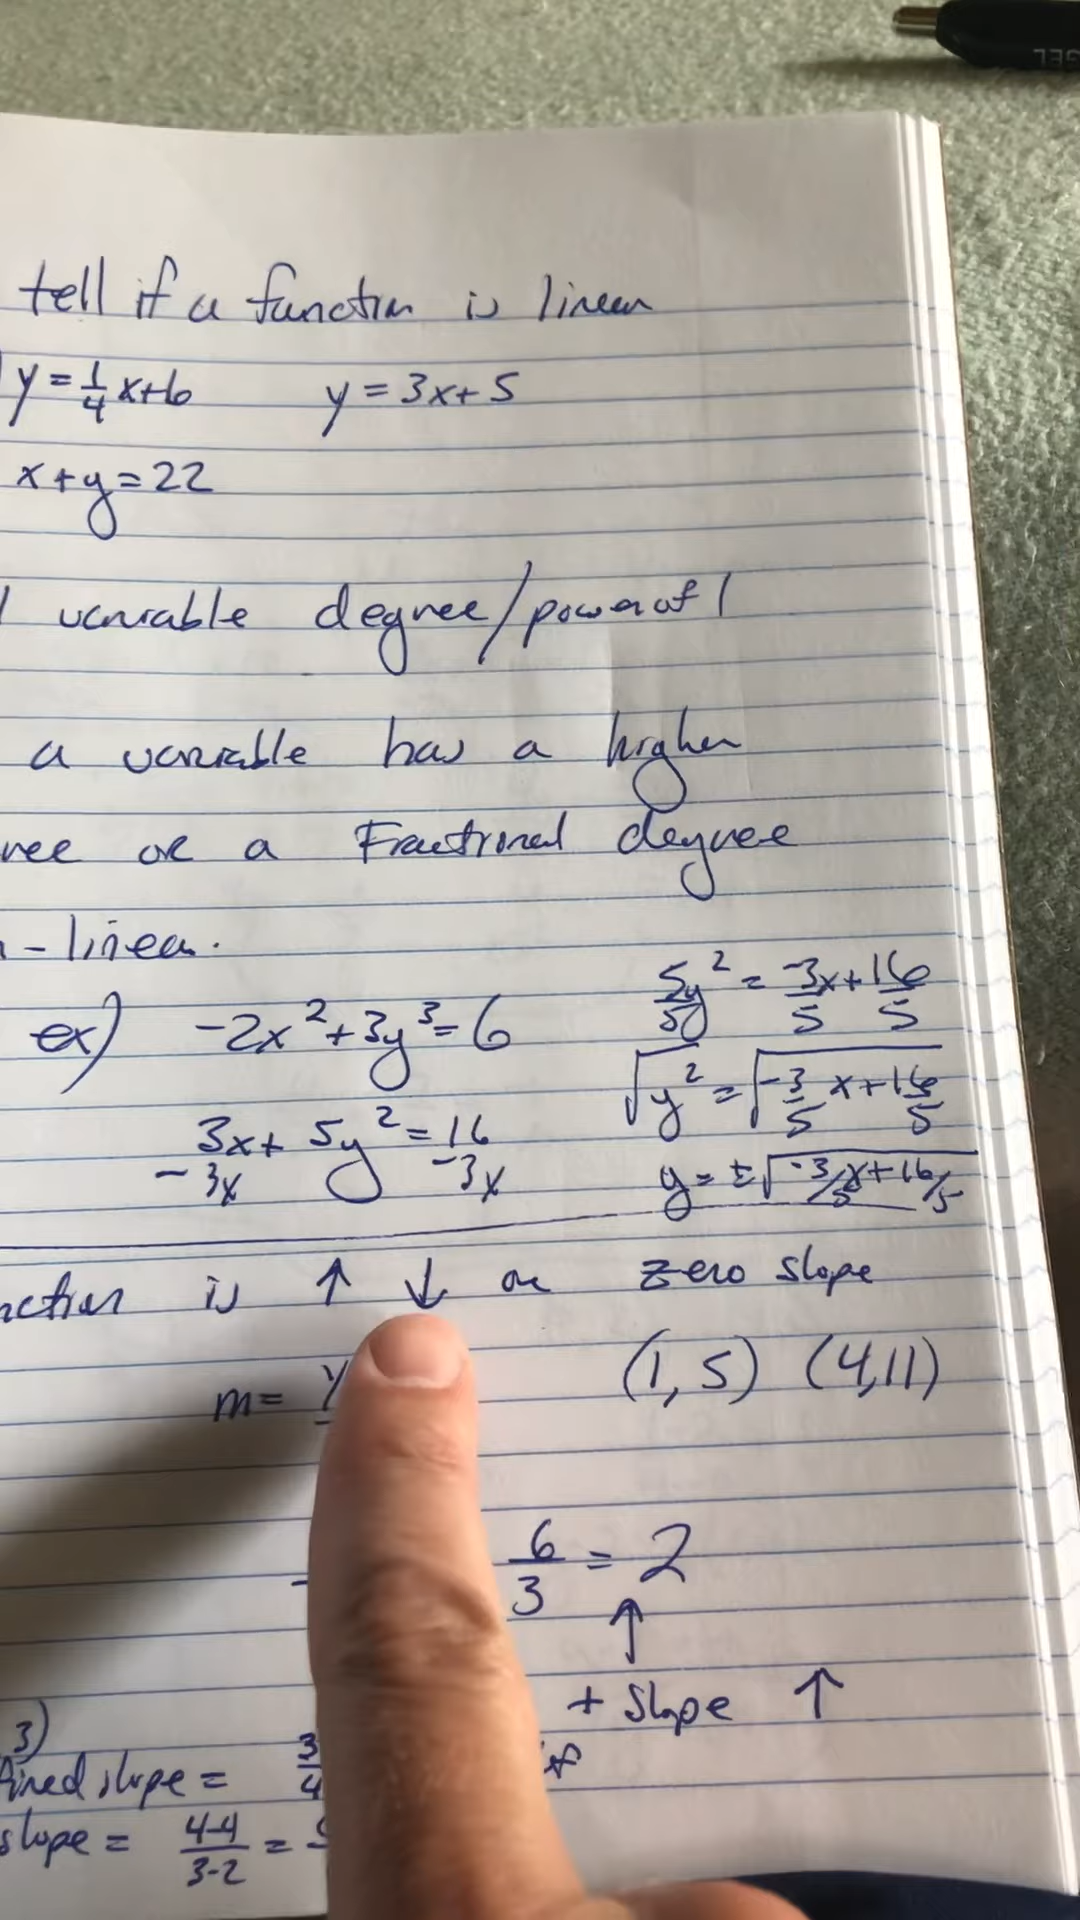 GEL
tell if a function is linear
y = 1/4 x+6   y = 3x+5
x+y=22
variable degree/power of 1
a variable has a higher
or a Fractional degree
-linear.
ex) -2x²+3y³=6
3x+ 5y²=16
-3x -3x
5y²/5 = -3x/5 + 16/5
√y² = √-3/5 x + 16/5
y = ±√-3/5 x+16/5
is ↑ ↓ or zero slope
m= y   (1, 5) (4,11)
6/3 = 2
↑
+ slope ↑
3)
slope = 3/4
slope = 4-4/3-2 =